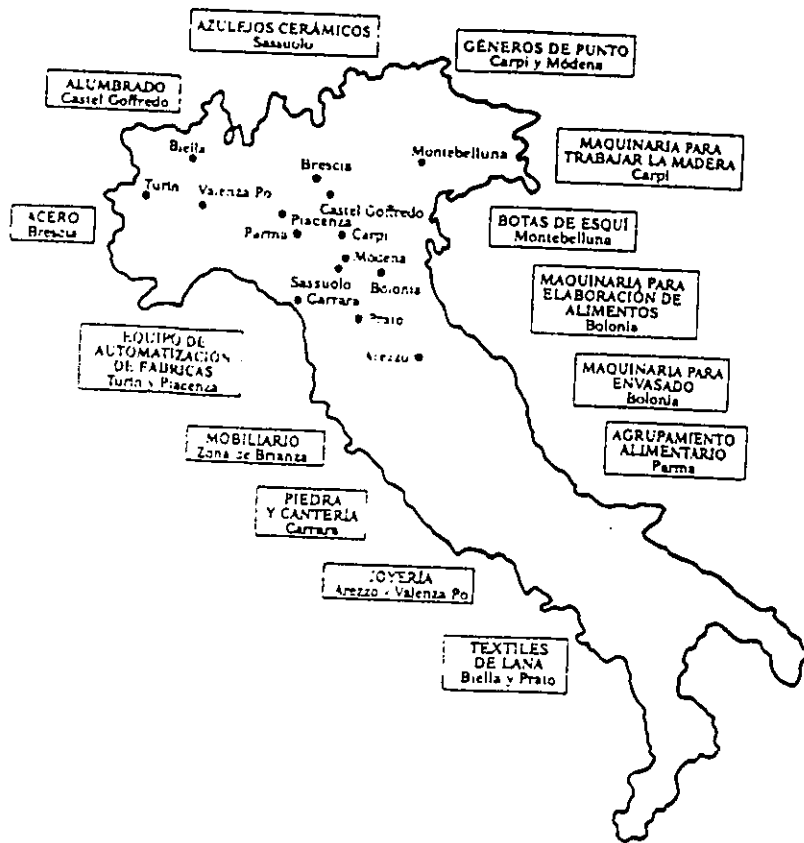 AZULEJOS CERÁMICOS
Sassuolo
GÉNEROS DE PUNTO
Carpi y Módena
ALUMBRADO
Castel Goffredo
MAQUINARIA PARA
TRABAJAR LA MADERA
Carpi
ACERO
Brescia
BOTAS DE ESQUÍ
Montebelluna
MAQUINARIA PARA
ELABORACIÓN DE
ALIMENTOS
Bolonia
EQUIPO DE
AUTOMATIZACIÓN
DE FÁBRICAS
Turín y Piacenza
MAQUINARIA PARA
ENVASADO
Bolonia
MOBILIARIO
Zona de Brianza
AGRUPAMIENTO
ALIMENTARIO
Parma
PIEDRA
Y CANTERÍA
Carrara
JOYERÍA
Arezzo y Valenza Po
TEXTILES
DE LANA
Biella y Prato
Biella
Brescia
Montebelluna
Turín
Valenza Po
Castel Goffredo
Piacenza
Parma
Carpi
Módena
Sassuolo
Bolonia
Carrara
Prato
Arezzo